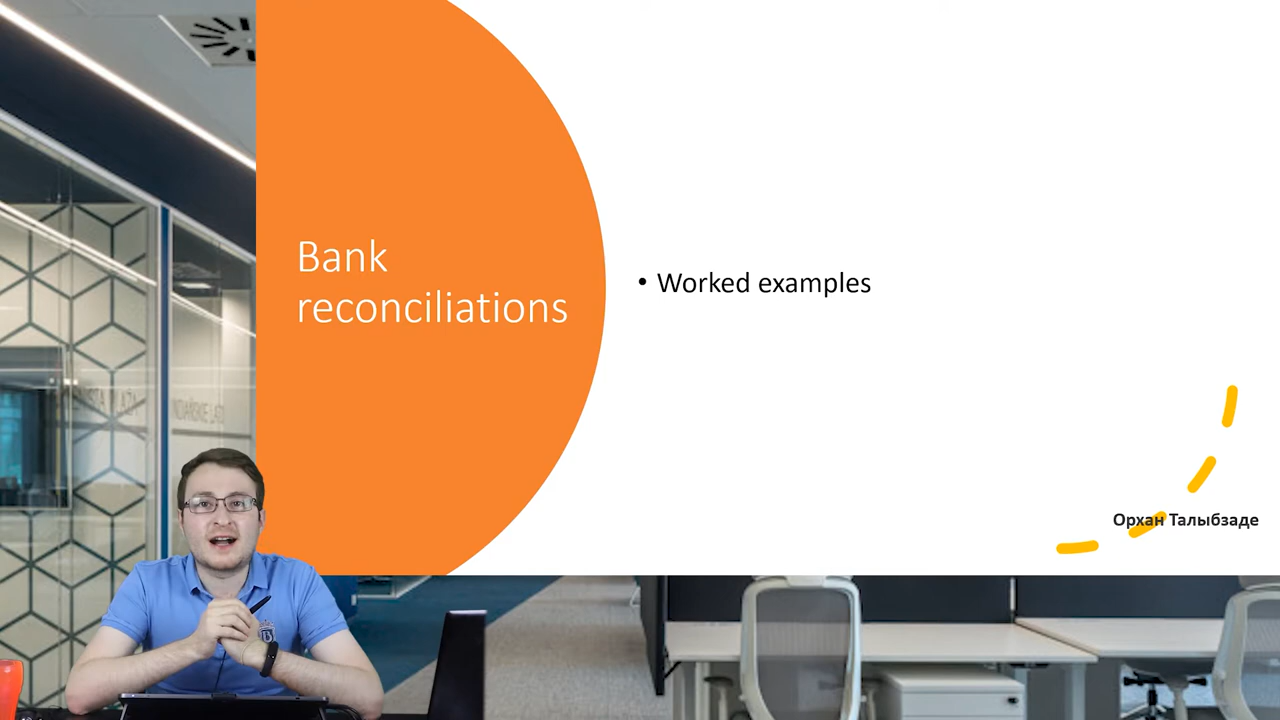 Bank
reconciliations
• Worked examples
Орхан Талыбзаде